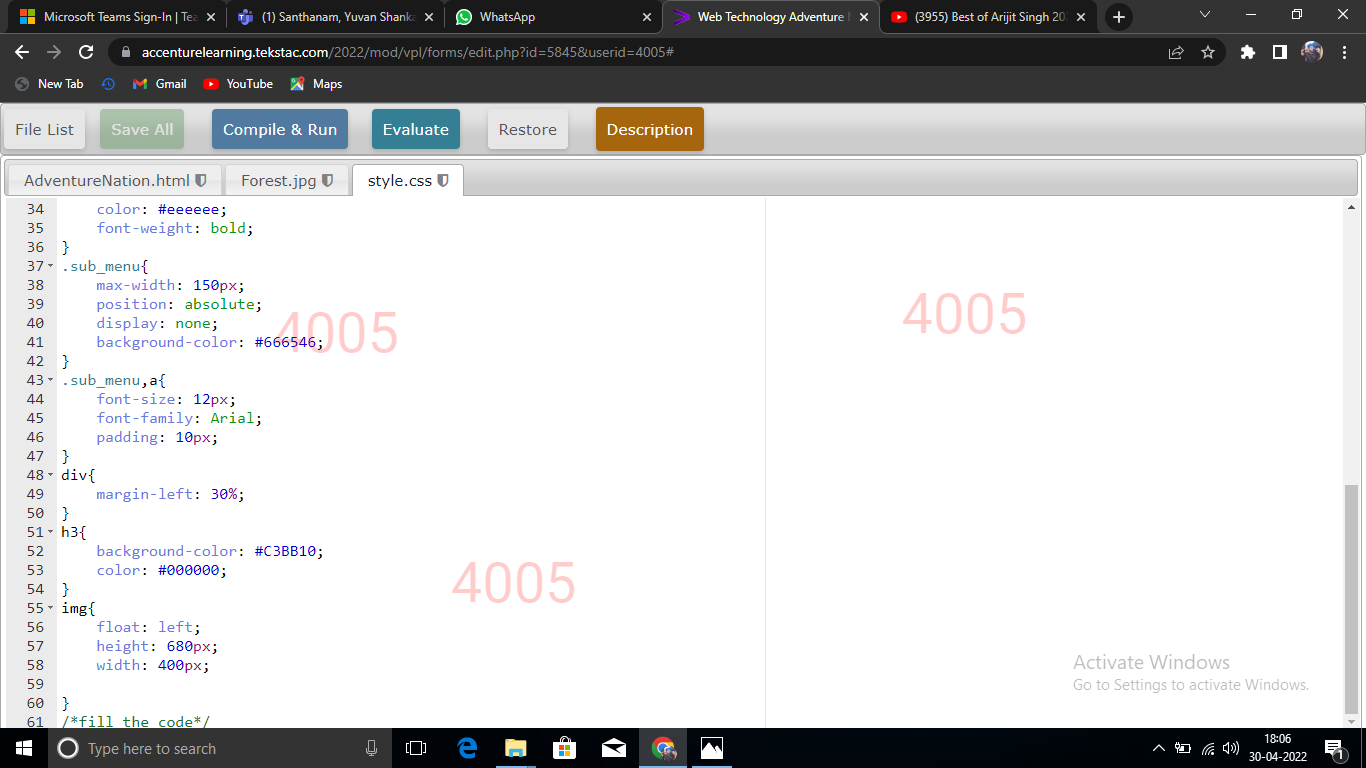 Microsoft Teams Sign-In | Tea
(1) Santhanam, Yuvan Shanka
WhatsApp
Web Technology Adventure
(3955) Best of Arijit Singh 20
accenturelearning.tekstac.com/2022/mod/vpl/forms/edit.php?id=5845&userid=4005#
New Tab
Gmail
YouTube
Maps
File List
Save All
Compile & Run
Evaluate
Restore
Description
AdventureNation.html
Forest.jpg
style.css
34 color: #eeeeee;
35 font-weight: bold;
36 }
37 .sub_menu{
38 max-width: 150px;
39 position: absolute;
40 display: none;
41 background-color: #666546;
42 }
43 .sub_menu,a{
44 font-size: 12px;
45 font-family: Arial;
46 padding: 10px;
47 }
48 div{
49 margin-left: 30%;
50 }
51 h3{
52 background-color: #C3BB10;
53 color: #000000;
54 }
55 img{
56 float: left;
57 height: 680px;
58 width: 400px;
59
60 }
61 /*fill the code*/
4005
4005
4005
Activate Windows
Go to Settings to activate Windows.
Type here to search
18:06
30-04-2022
1